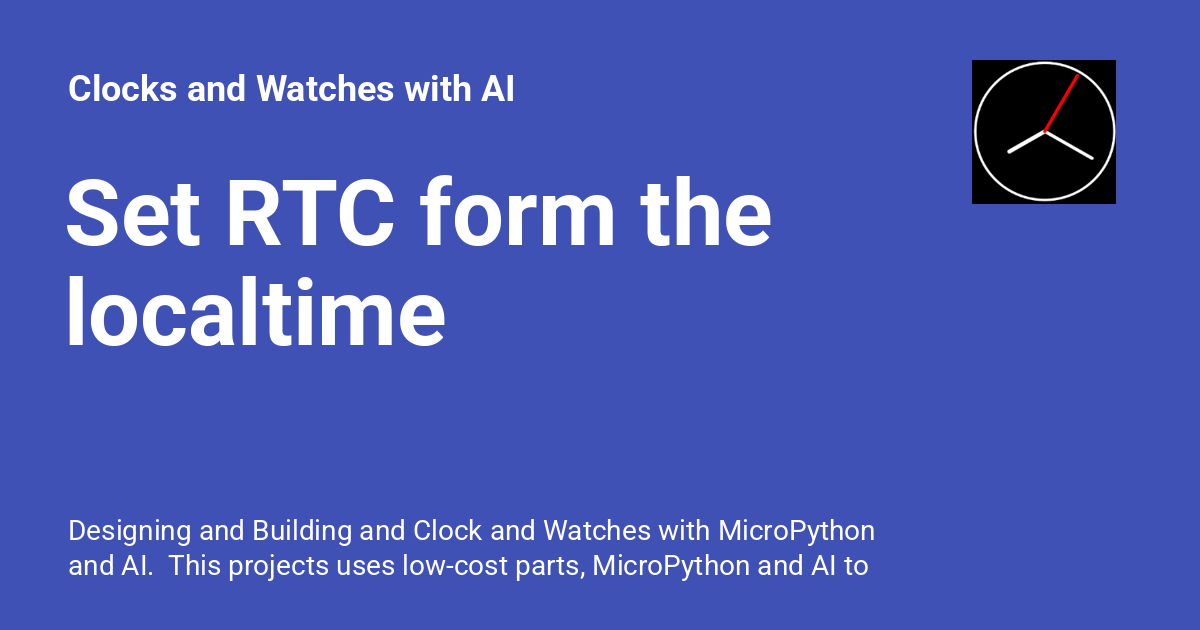 Clocks and Watches with AI
Set RTC form the
localtime
Designing and Building and Clock and Watches with MicroPython
and AI.  This projects uses low-cost parts, MicroPython and AI to